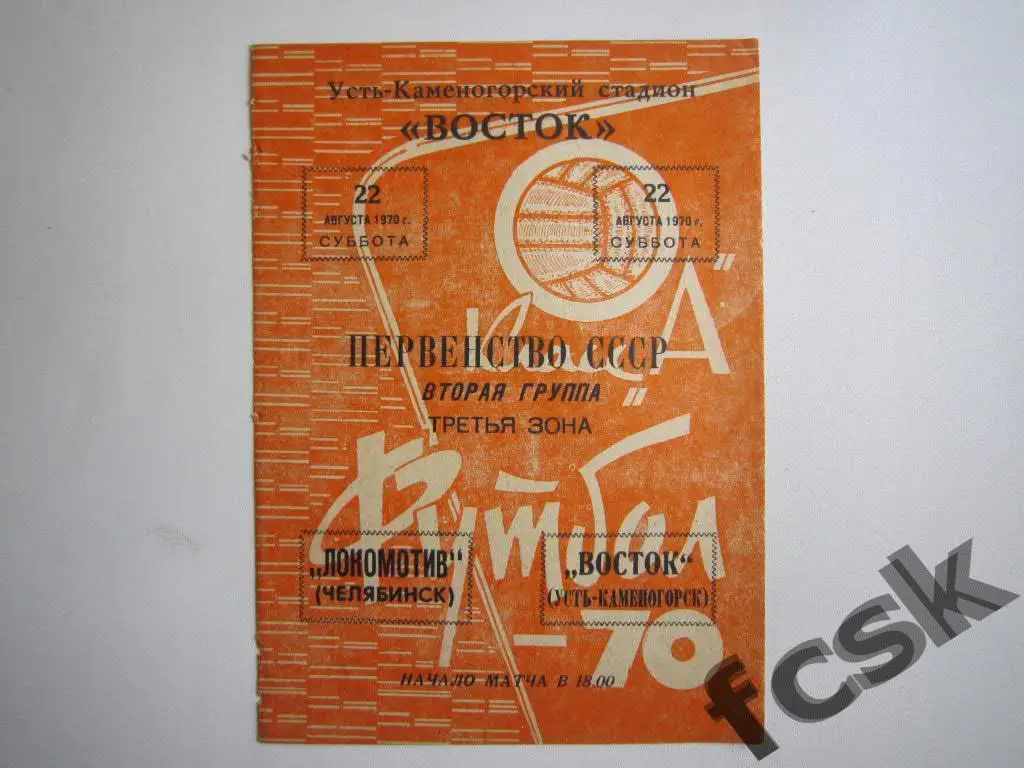 Усть-Каменогорский стадион
«ВОСТОК»
22
АВГУСТА 1970 г.
СУББОТА
22
АВГУСТА 1970 г.
СУББОТА
Класс „А“
ПЕРВЕНСТВО СССР
ВТОРАЯ ГРУППА
ТРЕТЬЯ ЗОНА
Футбол
„ЛОКОМОТИВ“
(ЧЕЛЯБИНСК)
„ВОСТОК“
(УСТЬ-КАМЕНОГОРСК)
–70
НАЧАЛО МАТЧА В 18.00
fcsk